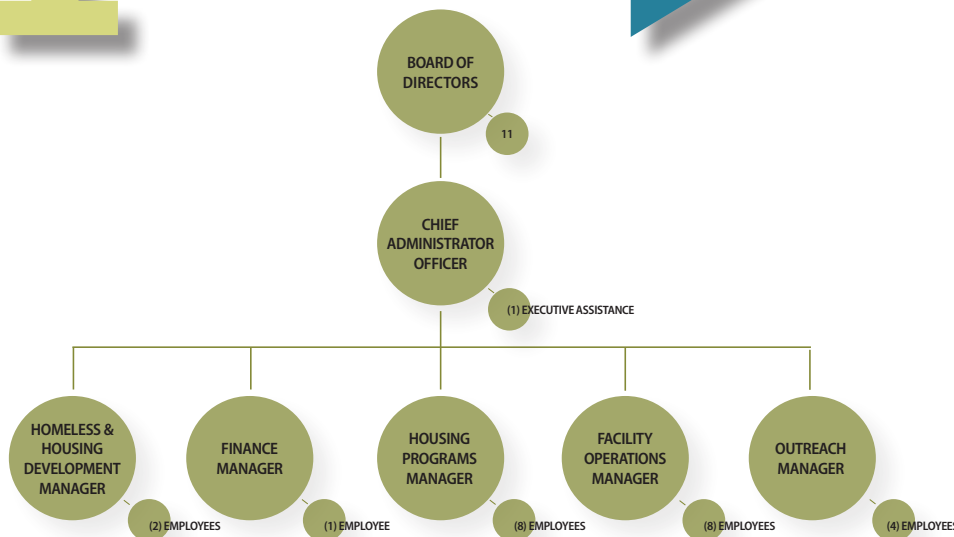 BOARD OF
DIRECTORS
11
CHIEF
ADMINISTRATOR
OFFICER
(1) EXECUTIVE ASSISTANCE
HOMELESS &
HOUSING
DEVELOPMENT
MANAGER
(2) EMPLOYEES
FINANCE
MANAGER
(1) EMPLOYEE
HOUSING
PROGRAMS
MANAGER
(8) EMPLOYEES
FACILITY
OPERATIONS
MANAGER
(8) EMPLOYEES
OUTREACH
MANAGER
(4) EMPLOYEES